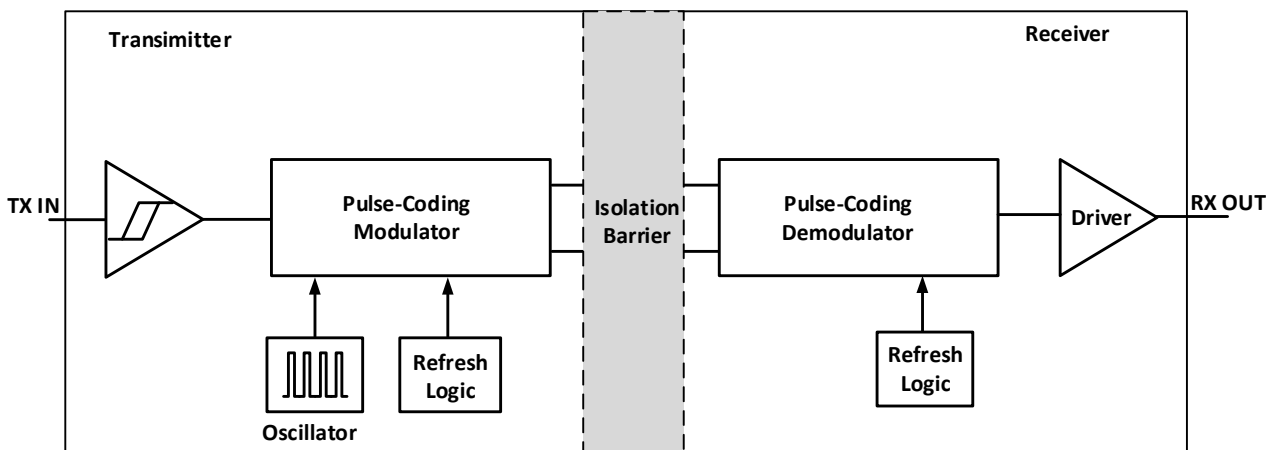 Transimitter
Receiver
TX IN
Pulse-Coding
Modulator
Isolation
Barrier
Pulse-Coding
Demodulator
Driver
RX OUT
Refresh
Logic
Oscillator
Refresh
Logic